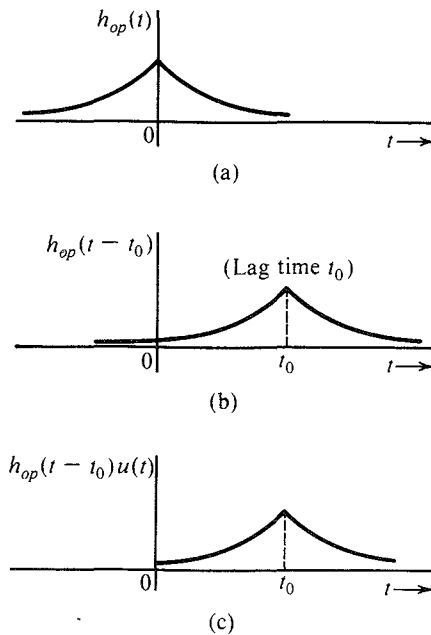 h_op(t)
0
t →
(a)
h_op(t − t_0)
(Lag time t_0)
0
t_0
t →
(b)
h_op(t − t_0)u(t)
0
t_0
t →
(c)